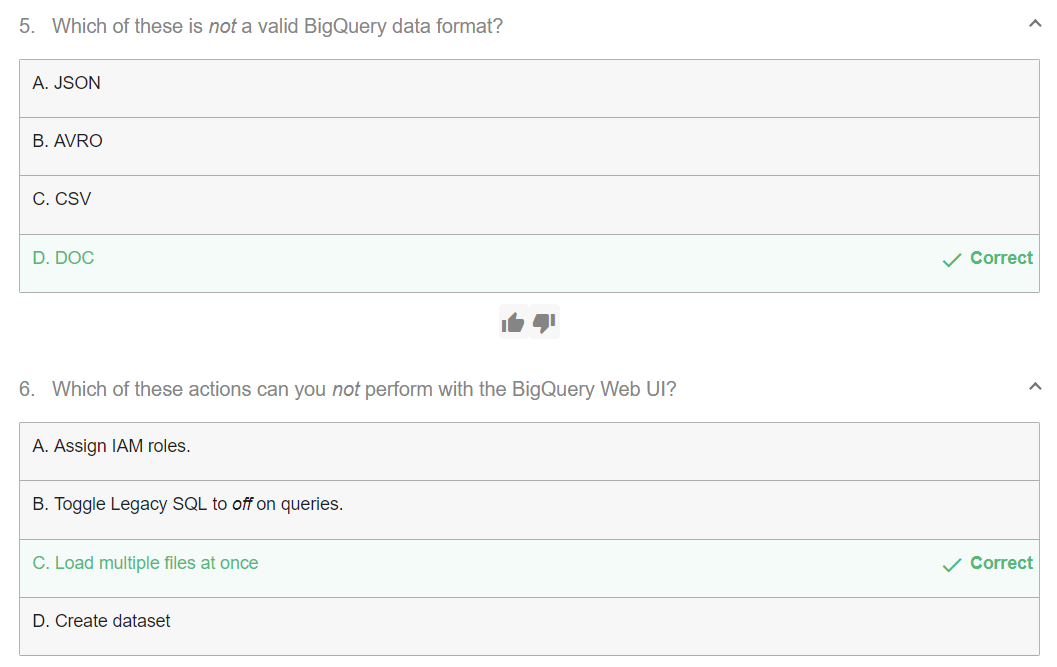 5. Which of these is not a valid BigQuery data format?
A. JSON
B. AVRO
C. CSV
D. DOC Correct
6. Which of these actions can you not perform with the BigQuery Web UI?
A. Assign IAM roles.
B. Toggle Legacy SQL to off on queries.
C. Load multiple files at once Correct
D. Create dataset